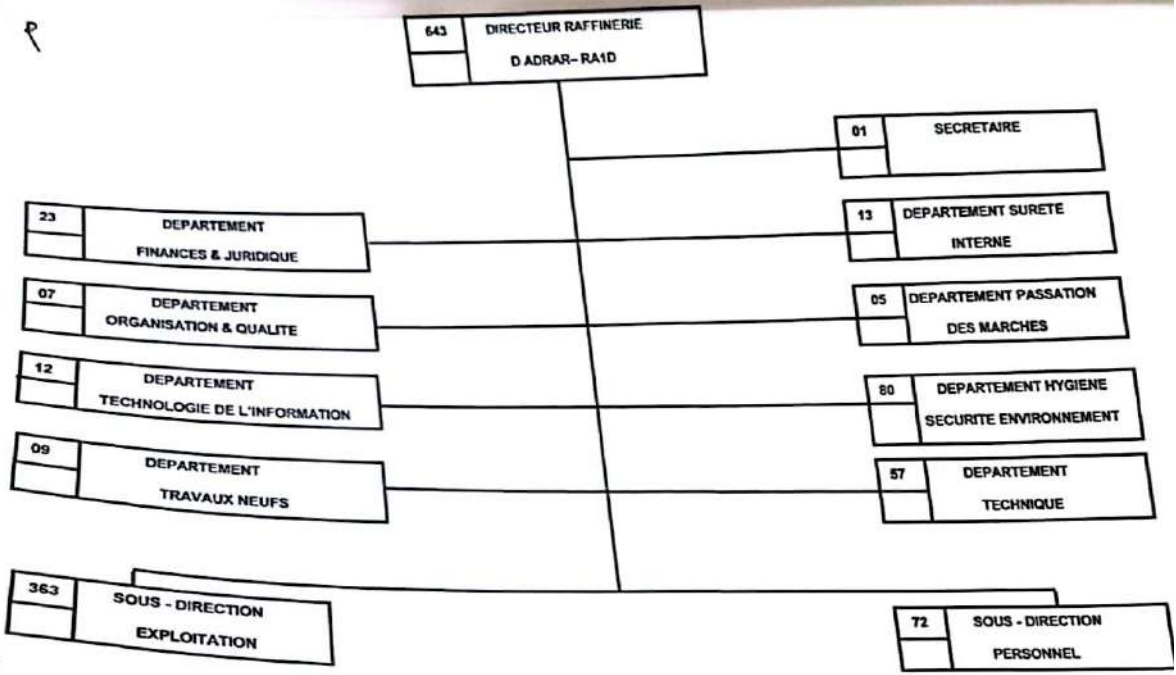 643 DIRECTEUR RAFFINERIE
D ADRAR– RA1D
01 SECRETAIRE
23 DEPARTEMENT
FINANCES & JURIDIQUE
13 DEPARTEMENT SURETE
INTERNE
07 DEPARTEMENT
ORGANISATION & QUALITE
05 DEPARTEMENT PASSATION
DES MARCHES
12 DEPARTEMENT
TECHNOLOGIE DE L'INFORMATION
80 DEPARTEMENT HYGIENE
SECURITE ENVIRONNEMENT
09 DEPARTEMENT
TRAVAUX NEUFS
57 DEPARTEMENT
TECHNIQUE
363 SOUS - DIRECTION
EXPLOITATION
72 SOUS - DIRECTION
PERSONNEL